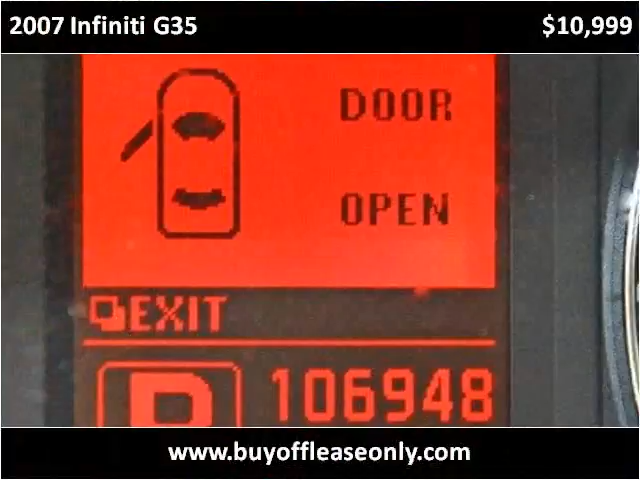 2007 Infiniti G35 $10,999
DOOR
OPEN
EXIT
P 106948
www.buyoffleaseonly.com